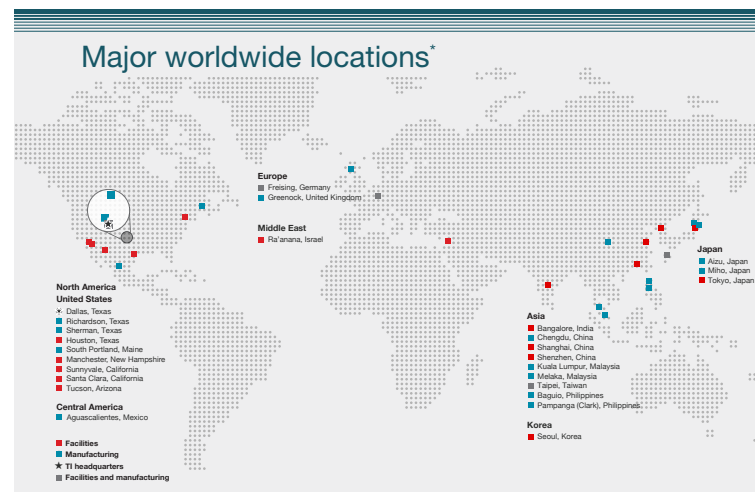 Major worldwide locations*
Europe
Freising, Germany
Greenock, United Kingdom
Middle East
Ra'anana, Israel
Japan
Aizu, Japan
Miho, Japan
Tokyo, Japan
North America
United States
Dallas, Texas
Richardson, Texas
Sherman, Texas
Houston, Texas
South Portland, Maine
Manchester, New Hampshire
Sunnyvale, California
Santa Clara, California
Tucson, Arizona
Central America
Aguascalientes, Mexico
Asia
Bangalore, India
Chengdu, China
Shanghai, China
Shenzhen, China
Kuala Lumpur, Malaysia
Melaka, Malaysia
Taipei, Taiwan
Baguio, Philippines
Pampanga (Clark), Philippines
Korea
Seoul, Korea
Facilities
Manufacturing
TI headquarters
Facilities and manufacturing